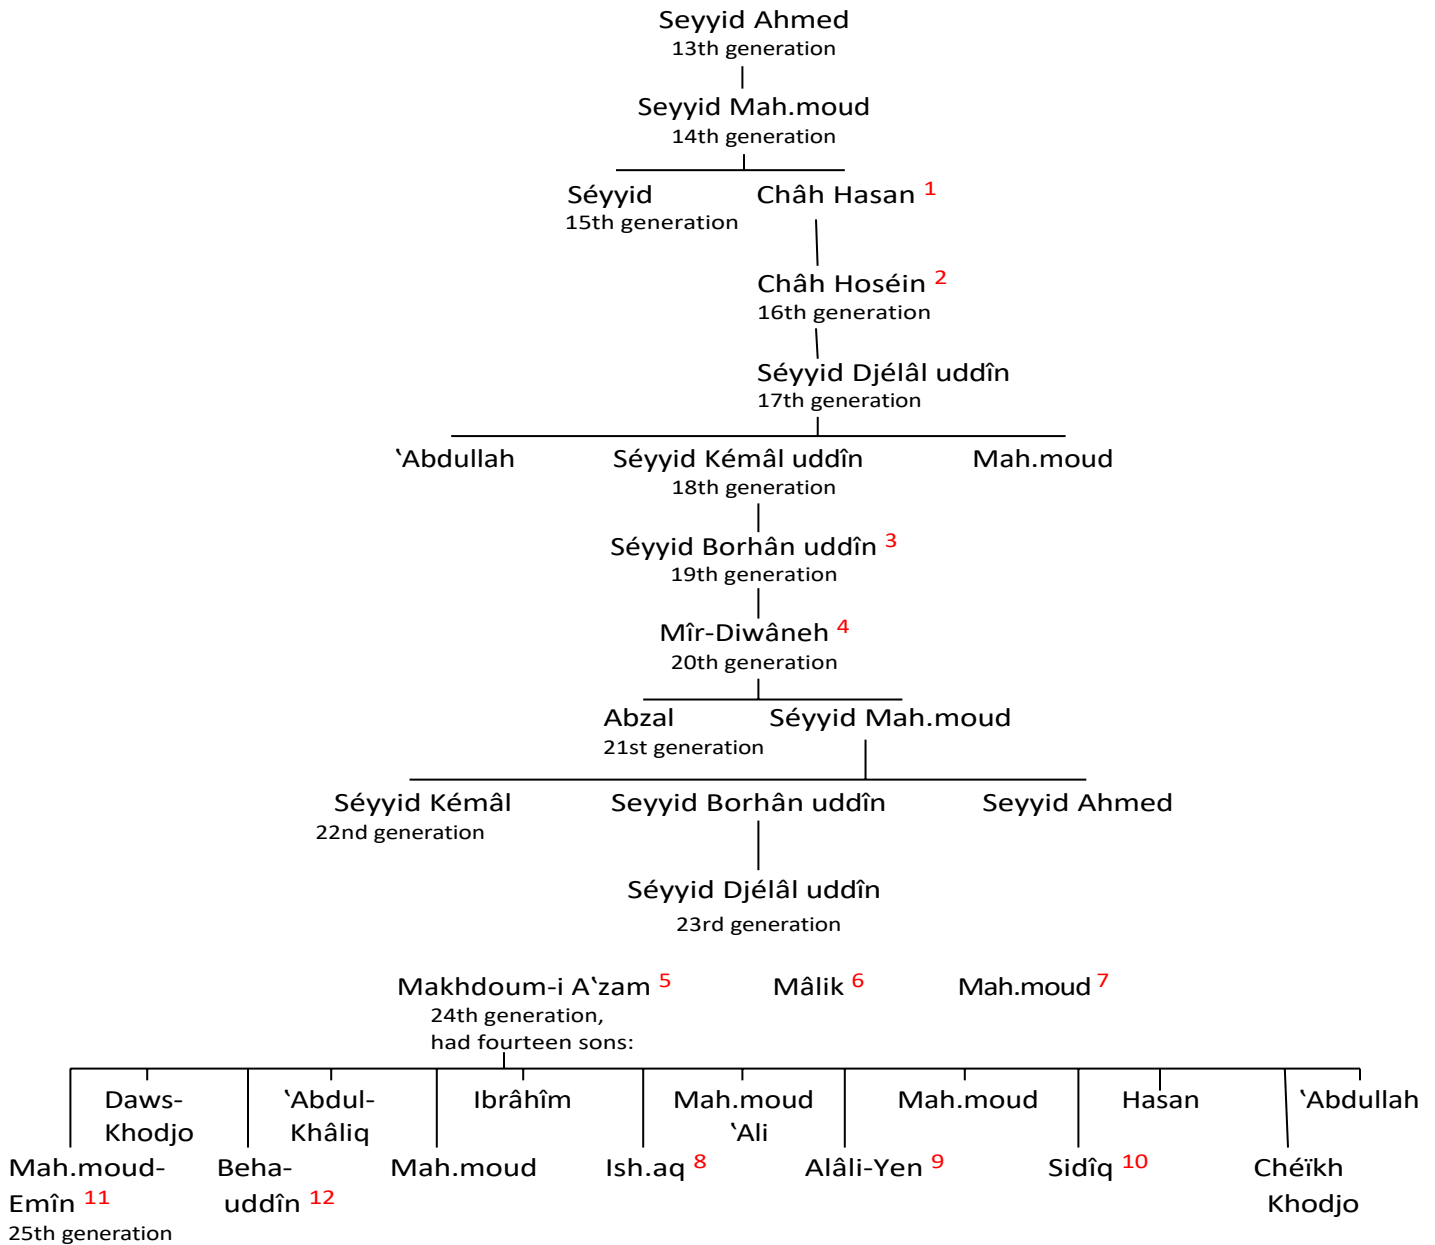 Seyyid Ahmed
13th generation
Seyyid Mah.moud
14th generation
Séyyid Châh Hasan 1
15th generation
Châh Hoséin 2
16th generation
Séyyid Djélâl uddîn
17th generation
‛Abdullah Séyyid Kémâl uddîn Mah.moud
18th generation
Séyyid Borhân uddîn 3
19th generation
Mîr-Diwâneh 4
20th generation
Abzal Séyyid Mah.moud
21st generation
Séyyid Kémâl Seyyid Borhân uddîn Seyyid Ahmed
22nd generation
Séyyid Djélâl uddîn
23rd generation
Makhdoum-i A‛zam 5 Mâlik 6 Mah.moud 7
24th generation,
had fourteen sons:
Daws- ‛Abdul- Ibrâhîm Mah.moud Mah.moud Hasan ‛Abdullah
Khodjo Khâliq ‛Ali
Mah.moud- Beha- Mah.moud Ish.aq 8 Alâli-Yen 9 Sidîq 10 Chéïkh
Emîn 11 uddîn 12 Khodjo
25th generation